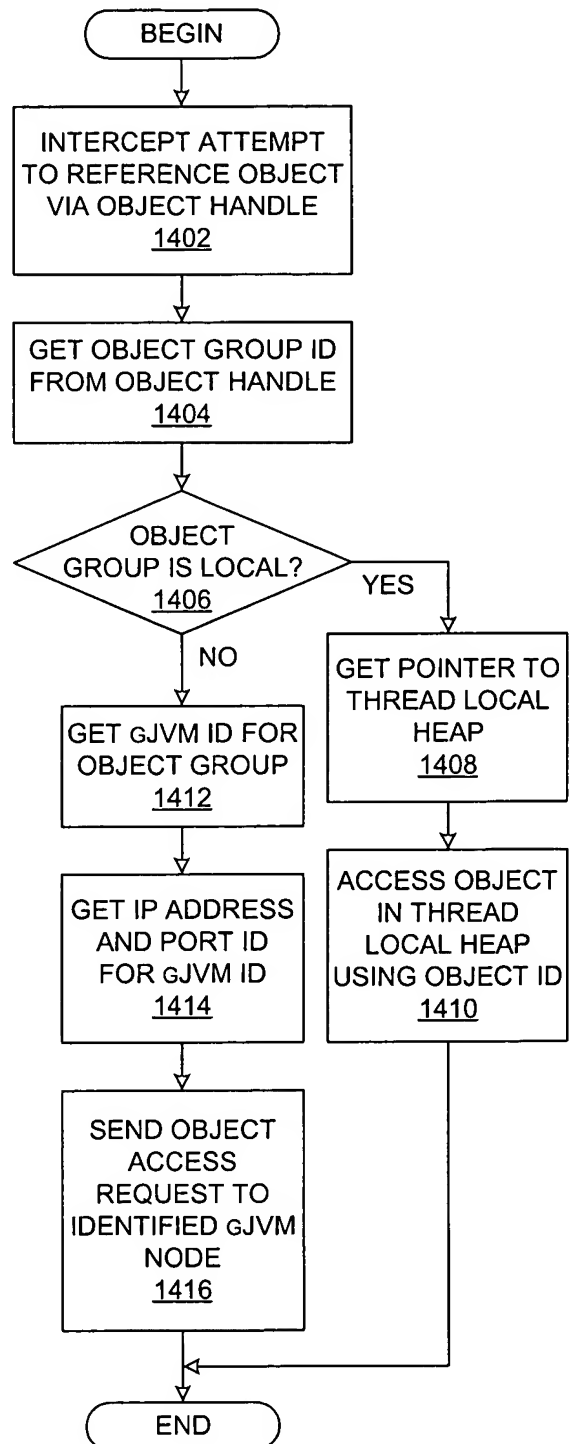 BEGIN
INTERCEPT ATTEMPT
TO REFERENCE OBJECT
VIA OBJECT HANDLE
1402
GET OBJECT GROUP ID
FROM OBJECT HANDLE
1404
OBJECT
GROUP IS LOCAL?
1406
YES
NO
GET POINTER TO
THREAD LOCAL
HEAP
1408
GET GJVM ID FOR
OBJECT GROUP
1412
ACCESS OBJECT
IN THREAD
LOCAL HEAP
USING OBJECT ID
1410
GET IP ADDRESS
AND PORT ID
FOR GJVM ID
1414
SEND OBJECT
ACCESS
REQUEST TO
IDENTIFIED GJVM
NODE
1416
END